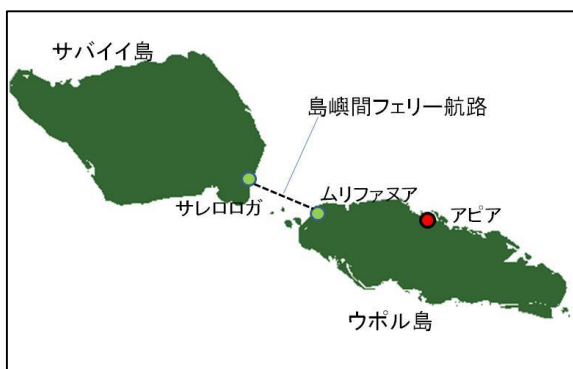 サバイイ島
島嶼間フェリー航路
ムリファヌア
サレロロガ
アピア
ウポル島